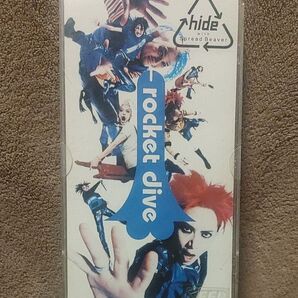 hide
with
Spread Beaver
rocket dive